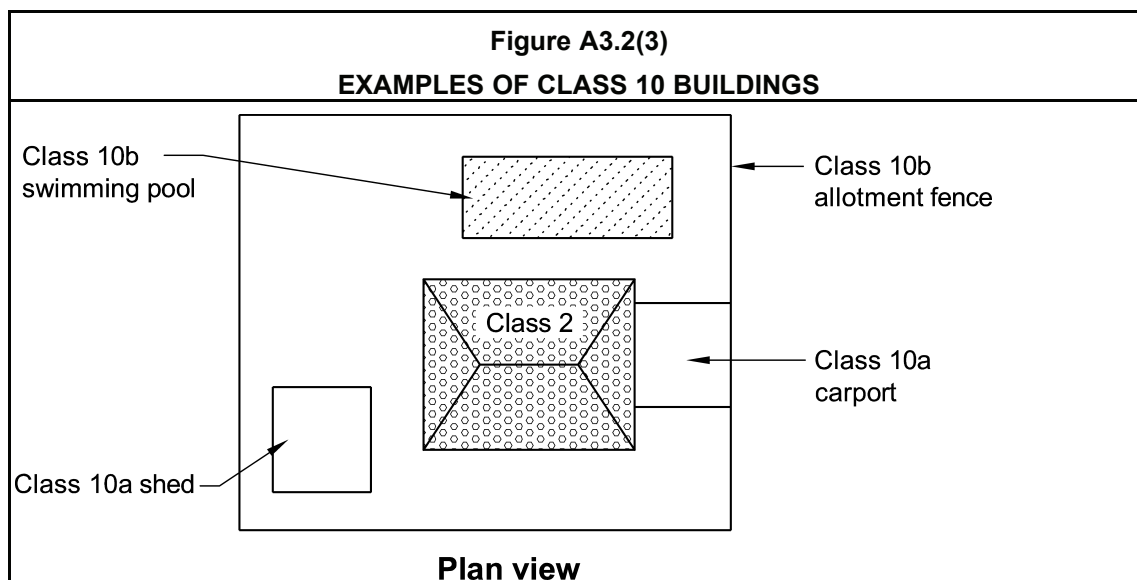 Figure A3.2(3)
EXAMPLES OF CLASS 10 BUILDINGS
Class 10b
swimming pool
Class 10b
allotment fence
Class 2
Class 10a
carport
Class 10a shed
Plan view